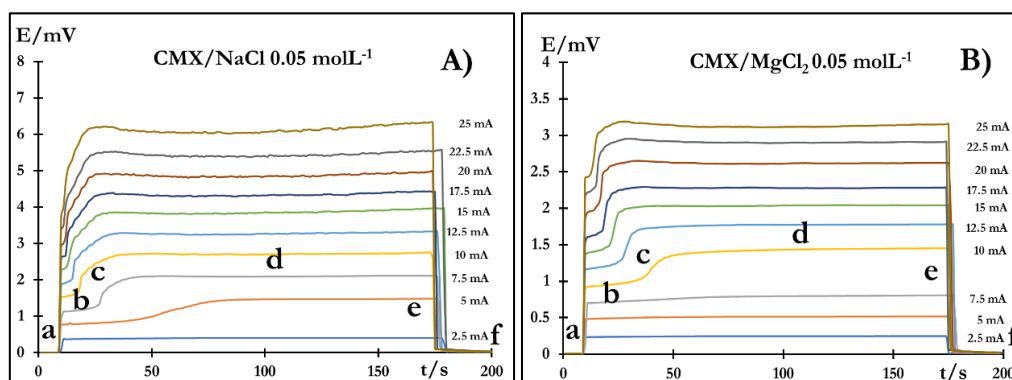 E/mV
CMX/NaCl 0.05 molL⁻¹
A)
8
7
6
5
4
3
2
1
0
25 mA
22.5 mA
20 mA
17.5 mA
15 mA
12.5 mA
10 mA
7.5 mA
5 mA
2.5 mA
a
b
c
d
e
f
0
50
100
150
200
t/s
E/mV
CMX/MgCl₂ 0.05 molL⁻¹
B)
4
3.5
3
2.5
2
1.5
1
0.5
0
25 mA
22.5 mA
20 mA
17.5 mA
15 mA
12.5 mA
10 mA
7.5 mA
5 mA
2.5 mA
a
b
c
d
e
f
0
50
100
150
200
t/s